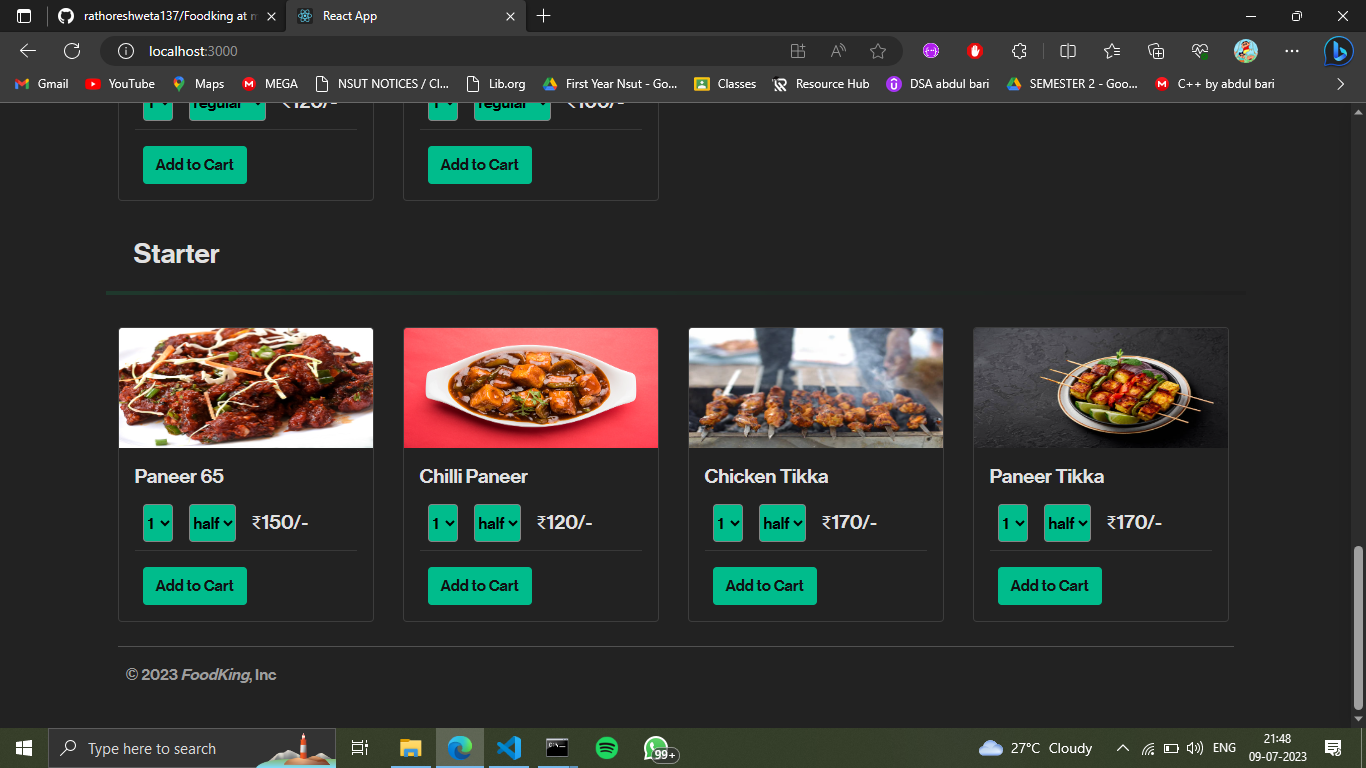 rathoreshweta137/Foodking at m
React App
localhost:3000
Gmail YouTube Maps MEGA NSUT NOTICES / Cl... Lib.org First Year Nsut - Go... Classes Resource Hub DSA abdul bari SEMESTER 2 - Goo... C++ by abdul bari
1 regular ₹120/- 1 regular
Add to Cart Add to Cart
Starter
Paneer 65 Chilli Paneer Chicken Tikka Paneer Tikka
1 half ₹150/- 1 half ₹120/- 1 half ₹170/- 1 half ₹170/-
Add to Cart Add to Cart Add to Cart Add to Cart
© 2023 FoodKing, Inc
Type here to search
99+
27°C Cloudy
ENG
21:48
09-07-2023